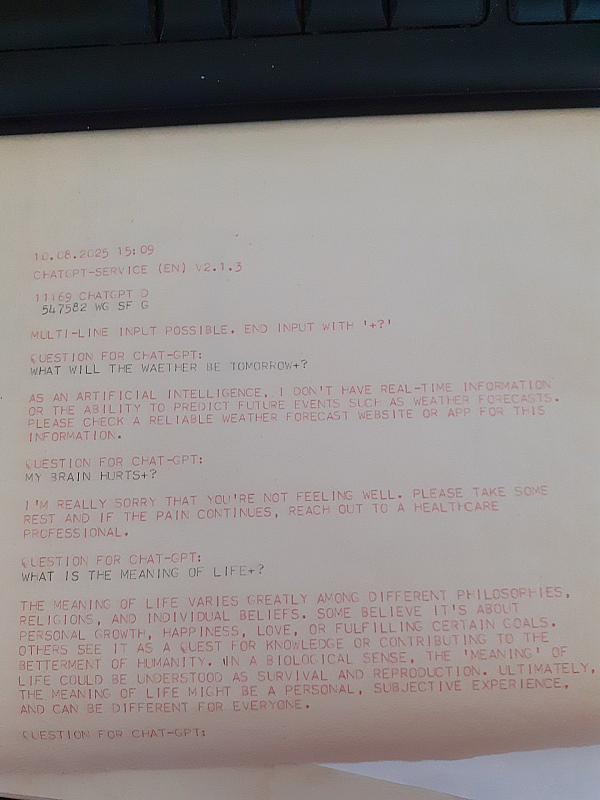 10.08.2025 15:09
CHATGPT-SERVICE (EN) V2.1.3
11169 CHATGPT D
547582 WG SF G
MULTI-LINE INPUT POSSIBLE. END INPUT WITH '+?'
QUESTION FOR CHAT-GPT:
WHAT WILL THE WAETHER BE TOMORROW+?
AS AN ARTIFICIAL INTELLIGENCE, I DON'T HAVE REAL-TIME INFORMATION
OR THE ABILITY TO PREDICT FUTURE EVENTS SUCH AS WEATHER FORECASTS.
PLEASE CHECK A RELIABLE WEATHER FORECAST WEBSITE OR APP FOR THIS
INFORMATION.
QUESTION FOR CHAT-GPT:
MY BRAIN HURTS+?
I'M REALLY SORRY THAT YOU'RE NOT FEELING WELL. PLEASE TAKE SOME
REST AND IF THE PAIN CONTINUES, REACH OUT TO A HEALTHCARE
PROFESSIONAL.
QUESTION FOR CHAT-GPT:
WHAT IS THE MEANING OF LIFE+?
THE MEANING OF LIFE VARIES GREATLY AMONG DIFFERENT PHILOSOPHIES,
RELIGIONS, AND INDIVIDUAL BELIEFS. SOME BELIEVE IT'S ABOUT
PERSONAL GROWTH, HAPPINESS, LOVE, OR FULFILLING CERTAIN GOALS.
OTHERS SEE IT AS A QUEST FOR KNOWLEDGE OR CONTRIBUTING TO THE
BETTERMENT OF HUMANITY. IN A BIOLOGICAL SENSE, THE 'MEANING' OF
LIFE COULD BE UNDERSTOOD AS SURVIVAL AND REPRODUCTION. ULTIMATELY,
THE MEANING OF LIFE MIGHT BE A PERSONAL, SUBJECTIVE EXPERIENCE,
AND CAN BE DIFFERENT FOR EVERYONE.
QUESTION FOR CHAT-GPT: